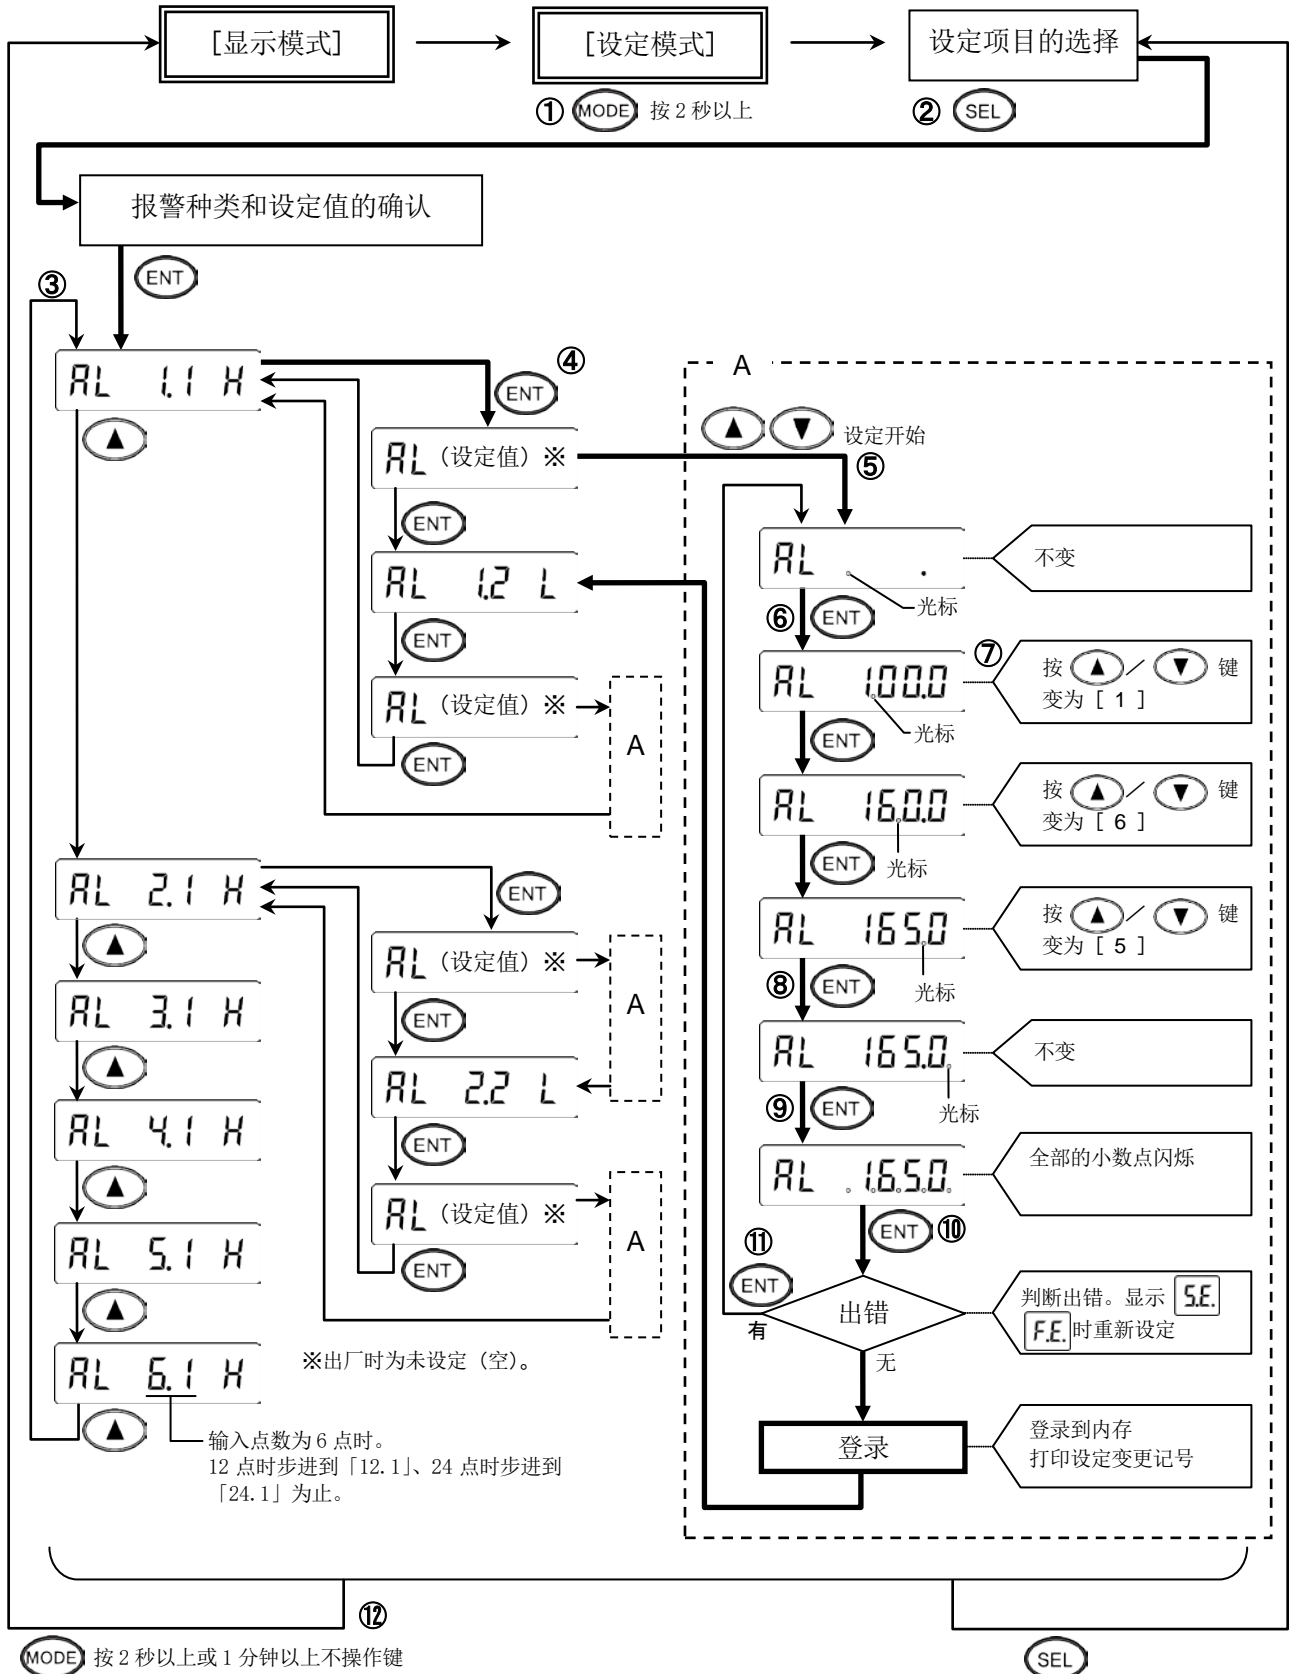 [显示模式]
[设定模式]
设定项目的选择
① MODE 按2秒以上
② SEL
报警种类和设定值的确认
ENT
③
AL 1.1 H
④
ENT
A
▲ ▼ 设定开始
⑤
▲
AL (设定值) ※
ENT
AL . .
光标
不变
AL 1.2 L
⑥ ENT
ENT
AL 1.00.0
光标
⑦
按 ▲ / ▼ 键
变为 [ 1 ]
AL (设定值) ※
A
ENT
ENT
AL 16.0.0
光标
按 ▲ / ▼ 键
变为 [ 6 ]
ENT
AL 2.1 H
ENT
AL 165.0
光标
按 ▲ / ▼ 键
变为 [ 5 ]
▲
AL (设定值) ※
A
⑧ ENT
AL 3.1 H
ENT
AL 165.0.
光标
不变
▲
AL 2.2 L
⑨ ENT
AL 4.1 H
ENT
AL . 1.6.5.0.
全部的小数点闪烁
▲
AL (设定值) ※
A
ENT ⑩
AL 5.1 H
ENT
⑪
ENT
有
出错
判断出错。显示 S.E.
F.E. 时重新设定
▲
无
AL 6.1 H
※出厂时为未设定（空）。
▲
输入点数为6点时。
12点时步进到「12.1」、24点时步进到
「24.1」为止。
登录
登录到内存
打印设定变更记号
⑫
MODE 按2秒以上或1分钟以上不操作键
SEL